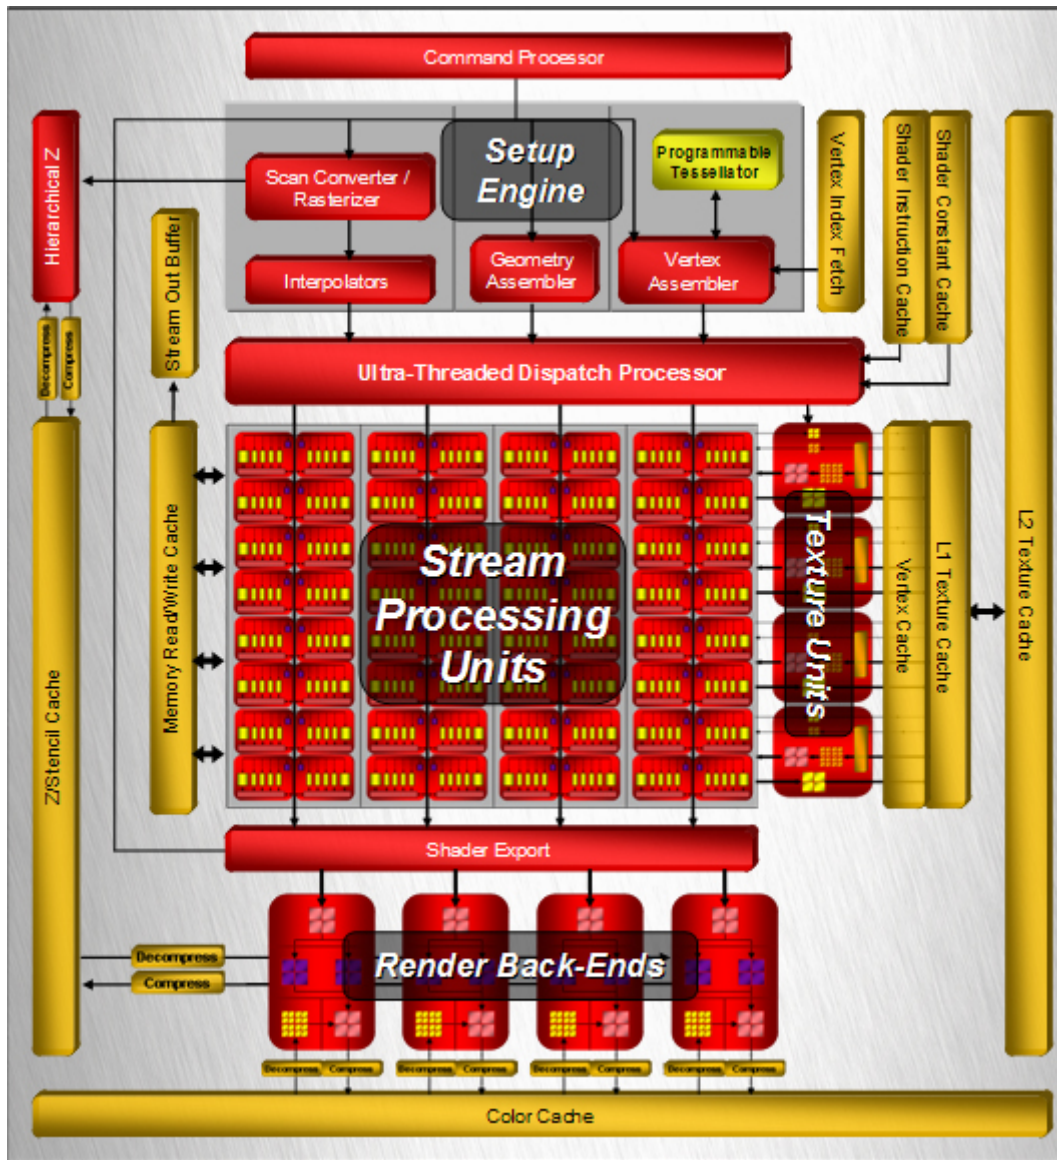 Command Processor
Setup
Engine
Hierarchical Z
Scan Converter /
Rasterizer
Programmable
Tessellator
Vertex Index Fetch
Shader Instruction Cache
Shader Constant Cache
Stream Out Buffer
Interpolators
Geometry
Assembler
Vertex
Assembler
Decompress
Compress
Ultra-Threaded Dispatch Processor
Z/Stencil Cache
Memory Read/Write Cache
Stream
Processing
Units
Texture Units
Vertex Cache
L1 Texture Cache
L2 Texture Cache
Shader Export
Render Back-Ends
Decompress
Compress
Decompress Compress Decompress Compress Decompress Compress Decompress Compress
Color Cache